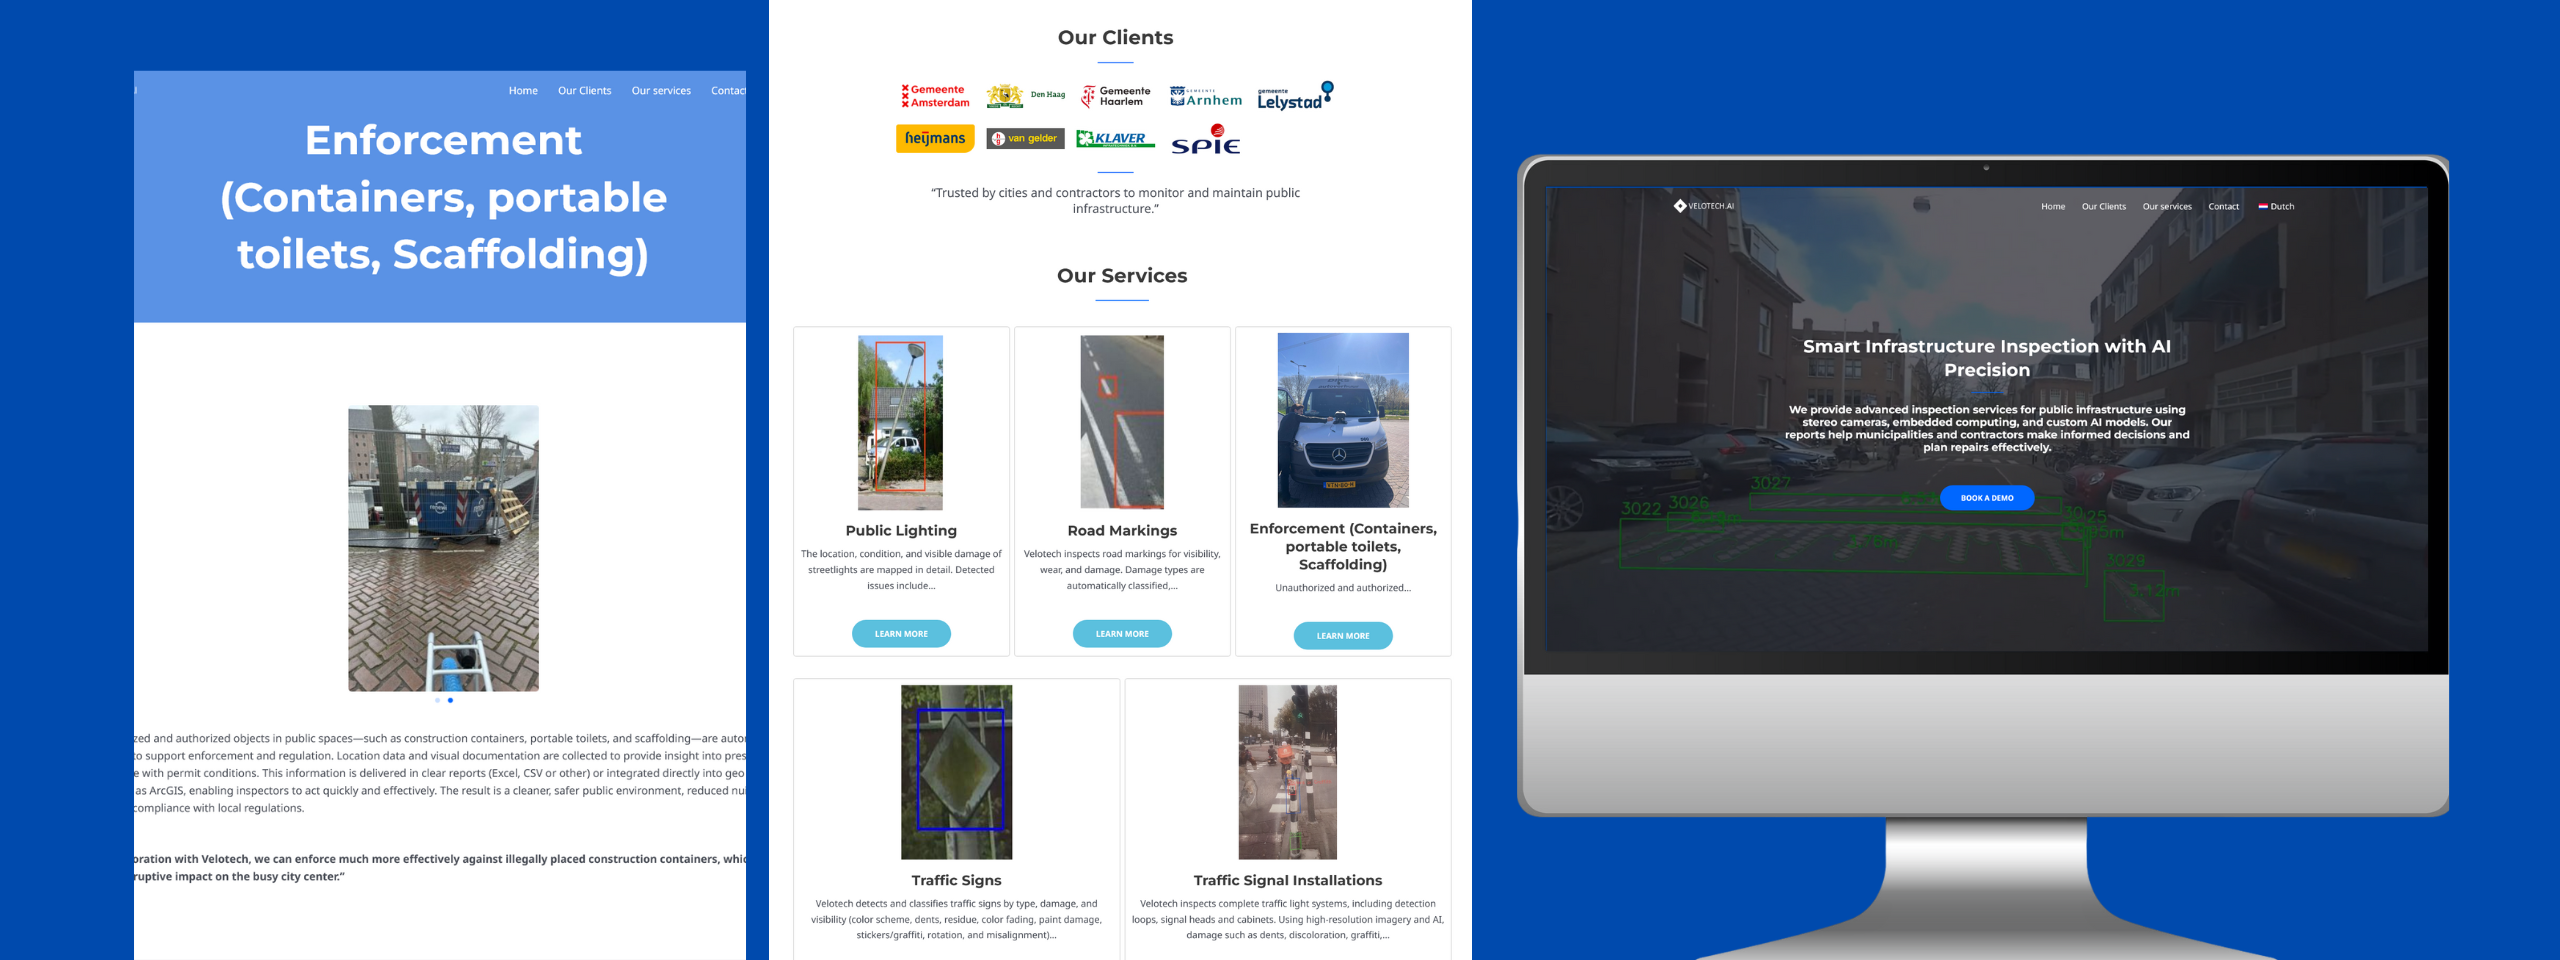 Home Our Clients Our services Contact
Enforcement
(Containers, portable
toilets, Scaffolding)
zed and authorized objects in public spaces—such as construction containers, portable toilets, and scaffolding—are auto
to support enforcement and regulation. Location data and visual documentation are collected to provide insight into pres
e with permit conditions. This information is delivered in clear reports (Excel, CSV or other) or integrated directly into geo
as ArcGIS, enabling inspectors to act quickly and effectively. The result is a cleaner, safer public environment, reduced nu
compliance with local regulations.
oration with Velotech, we can enforce much more effectively against illegally placed construction containers, whic
ruptive impact on the busy city center.”
Our Clients
Gemeente
Amsterdam
Den Haag
Gemeente
Haarlem
GEMEENTE
Arnhem
gemeente
Lelystad
heijmans
van gelder
KLAVER
SPIE
“Trusted by cities and contractors to monitor and maintain public
infrastructure.”
Our Services
Public Lighting
The location, condition, and visible damage of
streetlights are mapped in detail. Detected
issues include...
LEARN MORE
Road Markings
Velotech inspects road markings for visibility,
wear, and damage. Damage types are
automatically classified,...
LEARN MORE
Enforcement (Containers,
portable toilets,
Scaffolding)
Unauthorized and authorized...
LEARN MORE
Traffic Signs
Velotech detects and classifies traffic signs by type, damage, and
visibility (color scheme, dents, residue, color fading, paint damage,
stickers/graffiti, rotation, and misalignment)...
Traffic Signal Installations
Velotech inspects complete traffic light systems, including detection
loops, signal heads and cabinets. Using high-resolution imagery and AI,
damage such as dents, discoloration, graffiti,...
VELOTECH.AI
Home Our Clients Our services Contact Dutch
Smart Infrastructure Inspection with AI
Precision
We provide advanced inspection services for public infrastructure using
stereo cameras, embedded computing, and custom AI models. Our
reports help municipalities and contractors make informed decisions and
plan repairs effectively.
BOOK A DEMO
3027
3022 3026
3029
3.12m